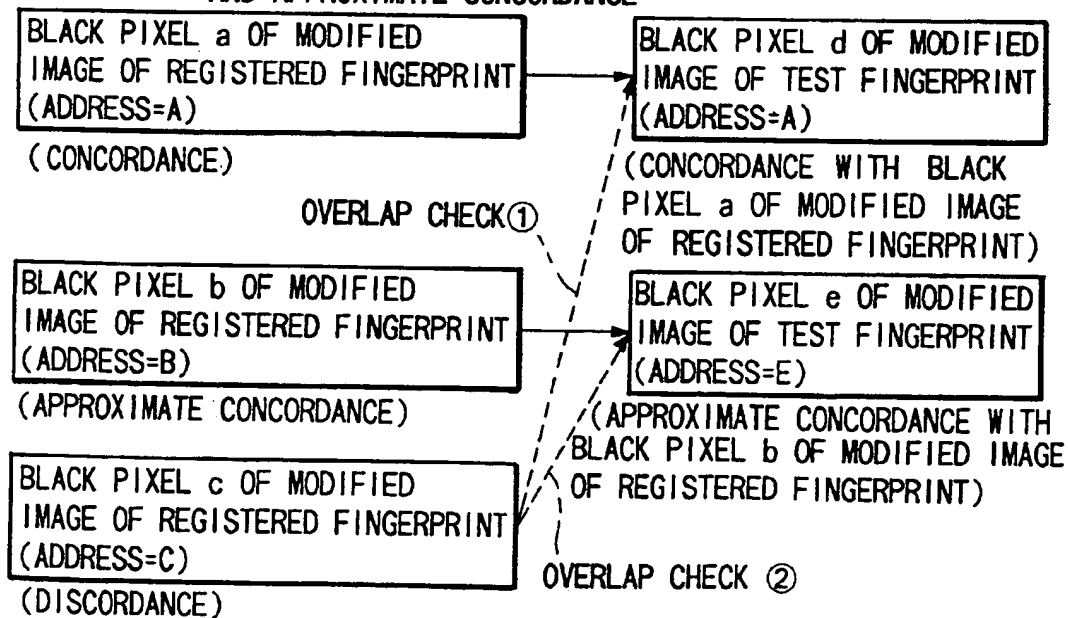 AND APPROXIMATE CONCORDANCE
BLACK PIXEL a OF MODIFIED
IMAGE OF REGISTERED FINGERPRINT
(ADDRESS=A)
(CONCORDANCE)
BLACK PIXEL d OF MODIFIED
IMAGE OF TEST FINGERPRINT
(ADDRESS=A)
(CONCORDANCE WITH BLACK
PIXEL a OF MODIFIED IMAGE
OF REGISTERED FINGERPRINT)
OVERLAP CHECK①
BLACK PIXEL b OF MODIFIED
IMAGE OF REGISTERED FINGERPRINT
(ADDRESS=B)
(APPROXIMATE CONCORDANCE)
BLACK PIXEL e OF MODIFIED
IMAGE OF TEST FINGERPRINT
(ADDRESS=E)
(APPROXIMATE CONCORDANCE WITH
BLACK PIXEL b OF MODIFIED IMAGE
OF REGISTERED FINGERPRINT)
BLACK PIXEL c OF MODIFIED
IMAGE OF REGISTERED FINGERPRINT
(ADDRESS=C)
(DISCORDANCE)
OVERLAP CHECK ②